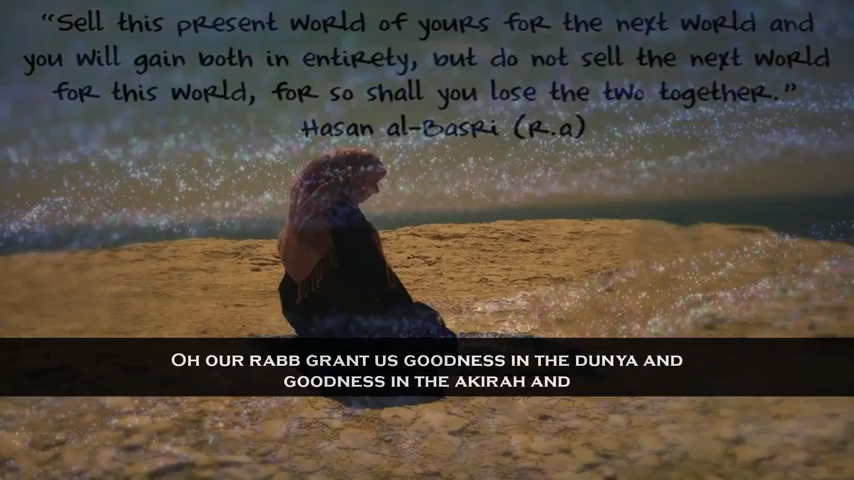 “Sell this present world of yours for the next world and
you will gain both in entirety, but do not sell the next world
for this world, for so shall you lose the two together.”
Hasan al-Basri (r.a)
OH OUR RABB GRANT US GOODNESS IN THE DUNYA AND
GOODNESS IN THE AKIRAH AND